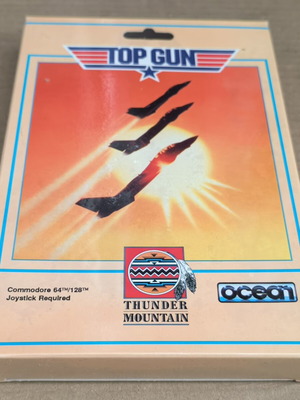 TOP GUN
Commodore 64™/128™
Joystick Required
THUNDER
MOUNTAIN
ocean